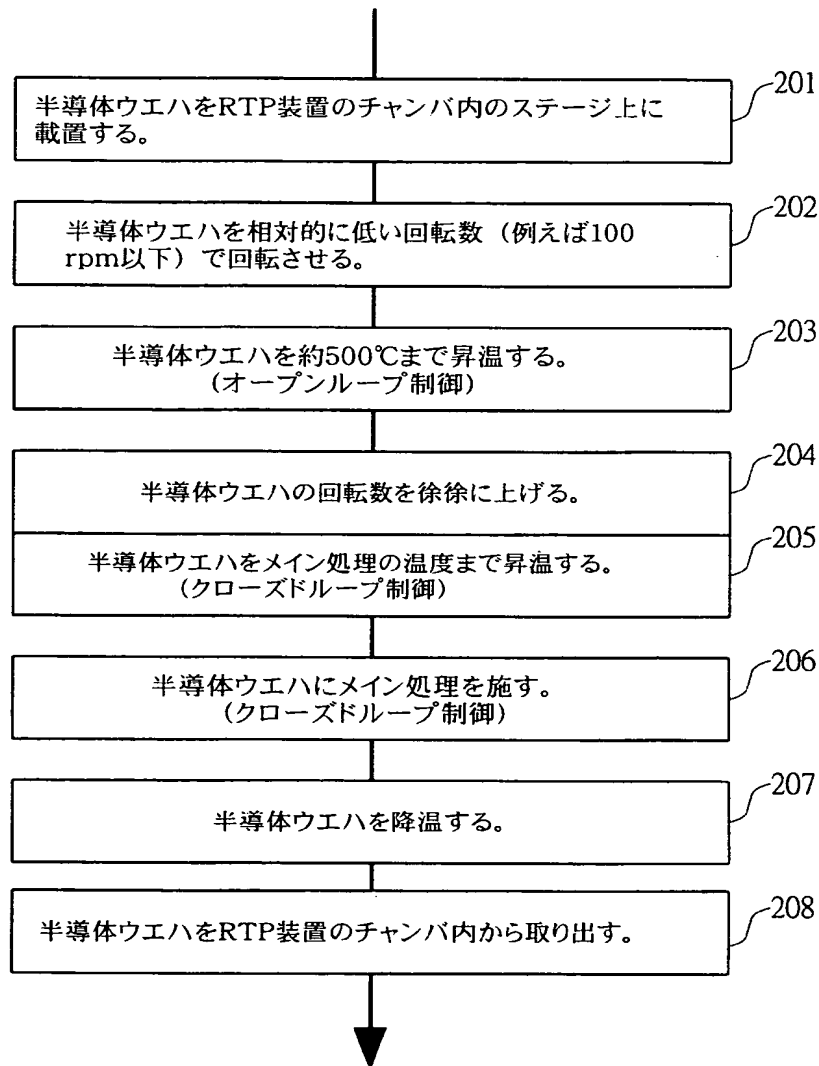 201
半導体ウエハをRTP装置のチャンバ内のステージ上に
載置する。
202
半導体ウエハを相対的に低い回転数（例えば100
rpm以下）で回転させる。
203
半導体ウエハを約500℃まで昇温する。
(オープンループ制御)
204
半導体ウエハの回転数を徐徐に上げる。
205
半導体ウエハをメイン処理の温度まで昇温する。
(クローズドループ制御)
206
半導体ウエハにメイン処理を施す。
(クローズドループ制御)
207
半導体ウエハを降温する。
208
半導体ウエハをRTP装置のチャンバ内から取り出す。